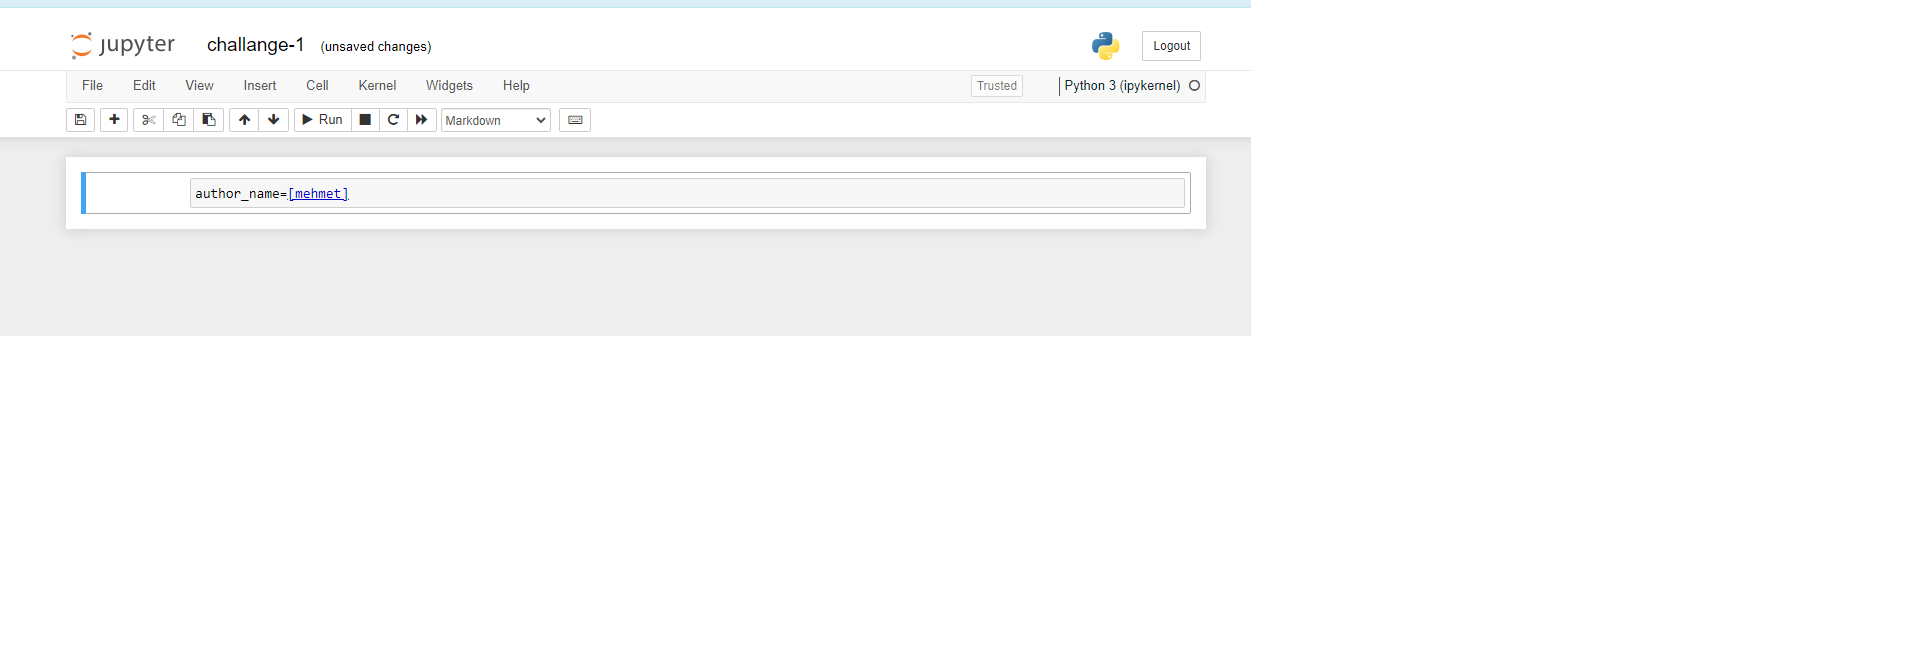 jupyter challange-1 (unsaved changes) Logout
File Edit View Insert Cell Kernel Widgets Help Trusted Python 3 (ipykernel)
Run Markdown
author_name=[mehmet]